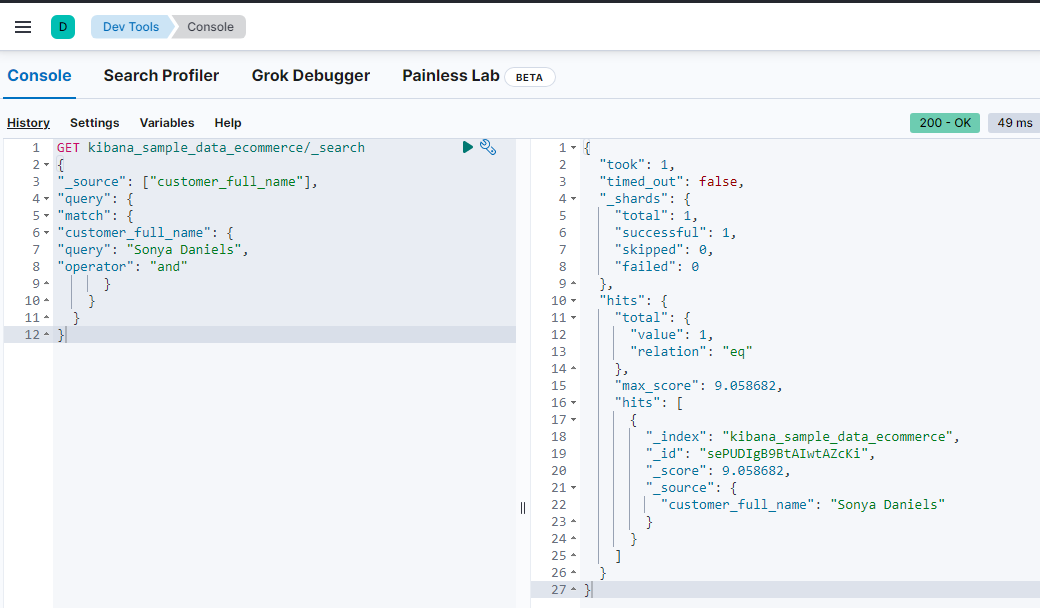 D Dev Tools Console
Console Search Profiler Grok Debugger Painless Lab BETA
History Settings Variables Help 200 - OK 49 ms
1 GET kibana_sample_data_ecommerce/_search
2 {
3 "_source": ["customer_full_name"],
4 "query": {
5 "match": {
6 "customer_full_name": {
7 "query": "Sonya Daniels",
8 "operator": "and"
9 }
10 }
11 }
12 }
1 {
2 "took": 1,
3 "timed_out": false,
4 "_shards": {
5 "total": 1,
6 "successful": 1,
7 "skipped": 0,
8 "failed": 0
9 },
10 "hits": {
11 "total": {
12 "value": 1,
13 "relation": "eq"
14 },
15 "max_score": 9.058682,
16 "hits": [
17 {
18 "_index": "kibana_sample_data_ecommerce",
19 "_id": "sePUDIgB9BtAIwtAZcKi",
20 "_score": 9.058682,
21 "_source": {
22 "customer_full_name": "Sonya Daniels"
23 }
24 }
25 ]
26 }
27 }